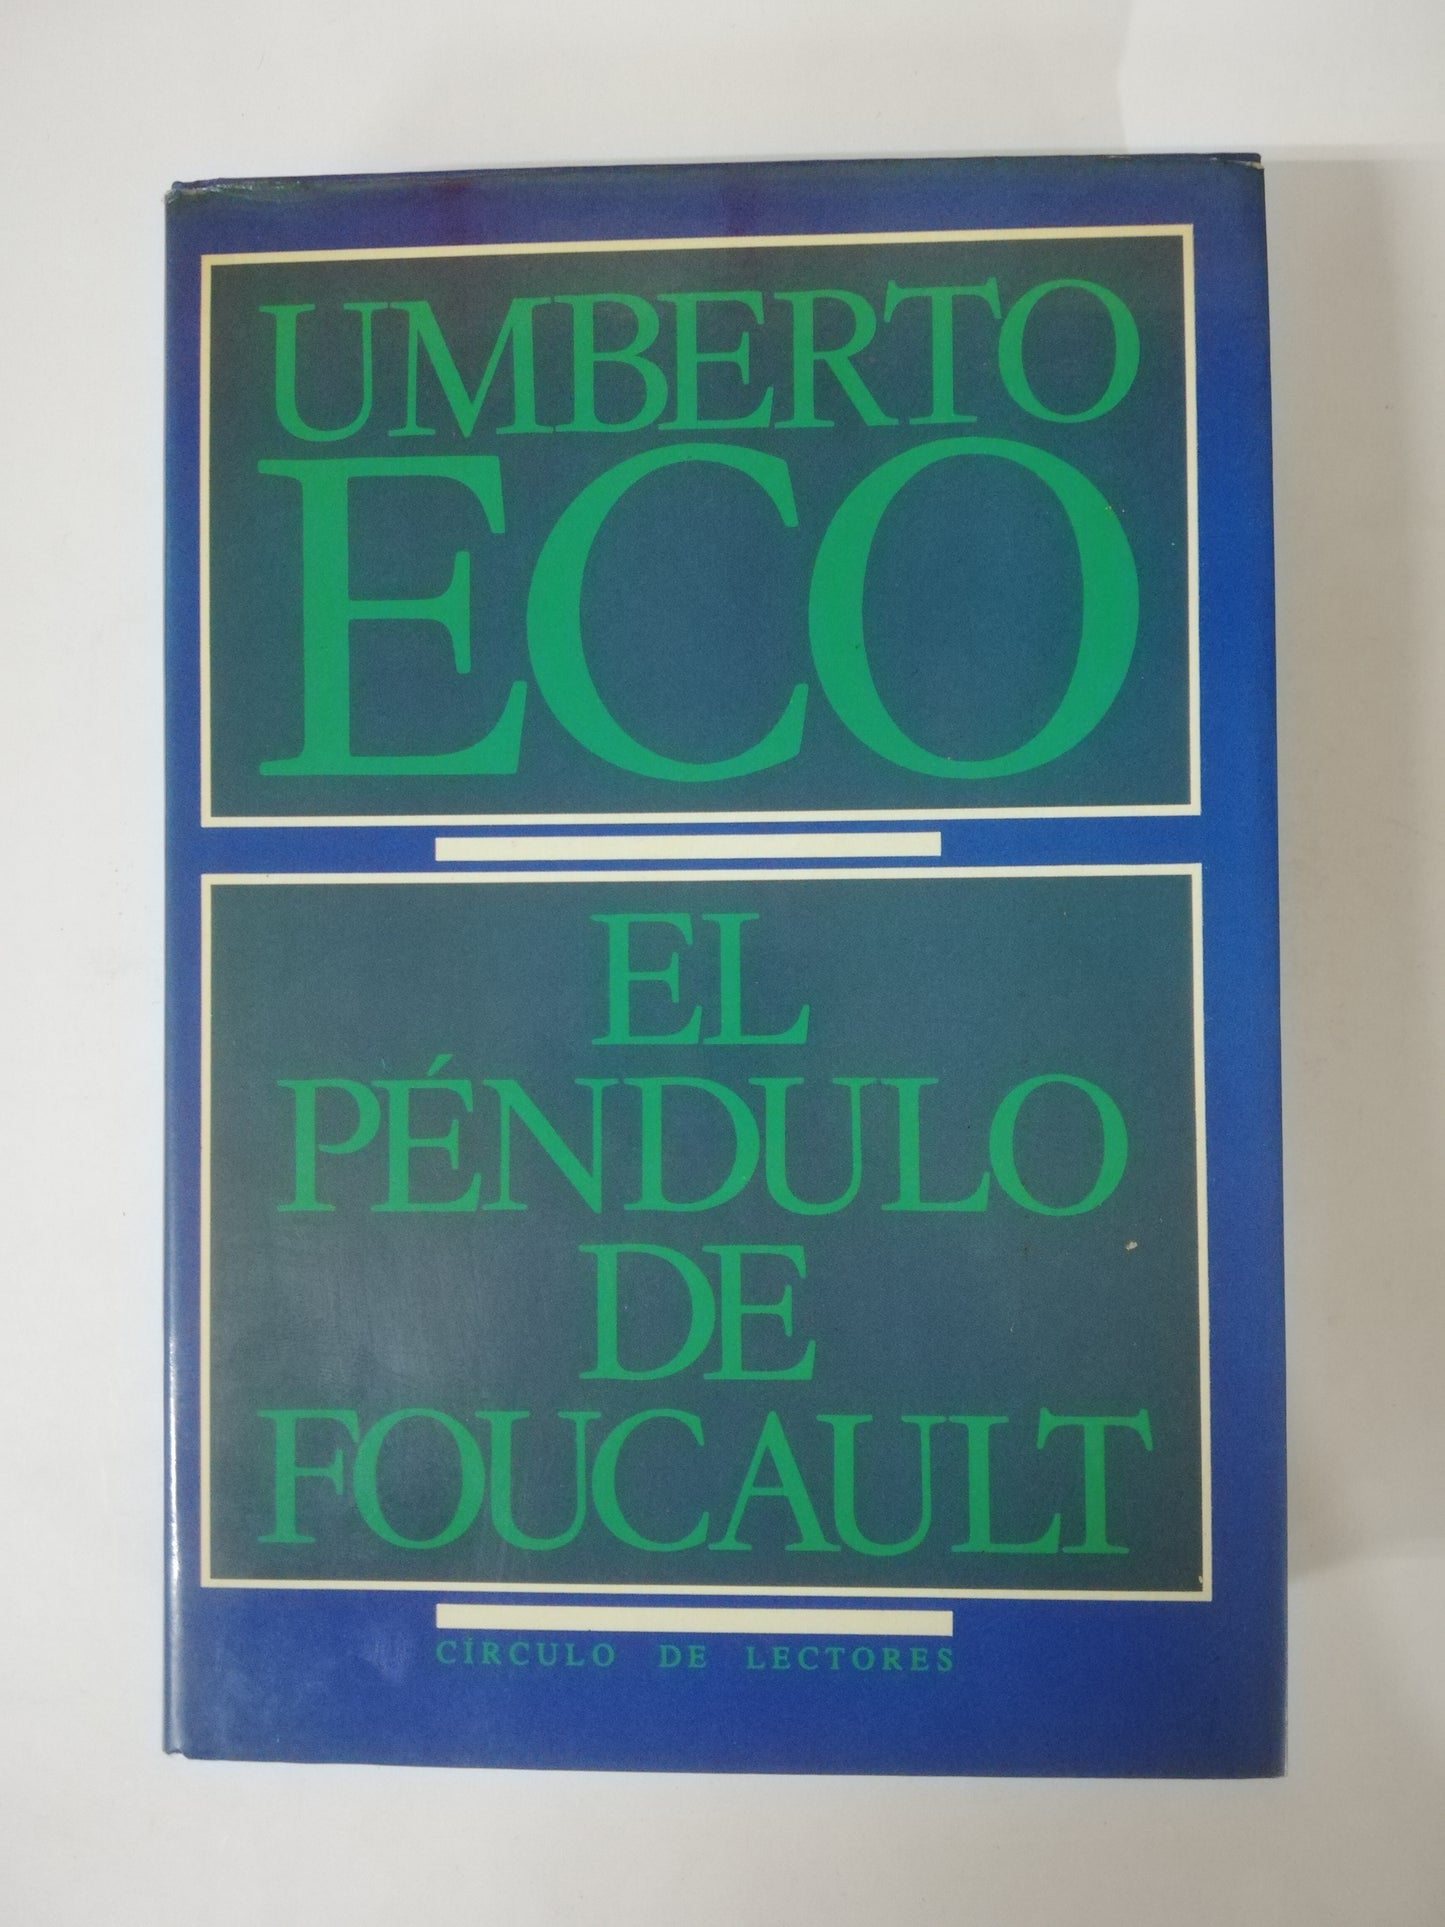 UMBERTO
ECO
EL
PÉNDULO
DE
FOUCAULT
CÍRCULO DE LECTORES